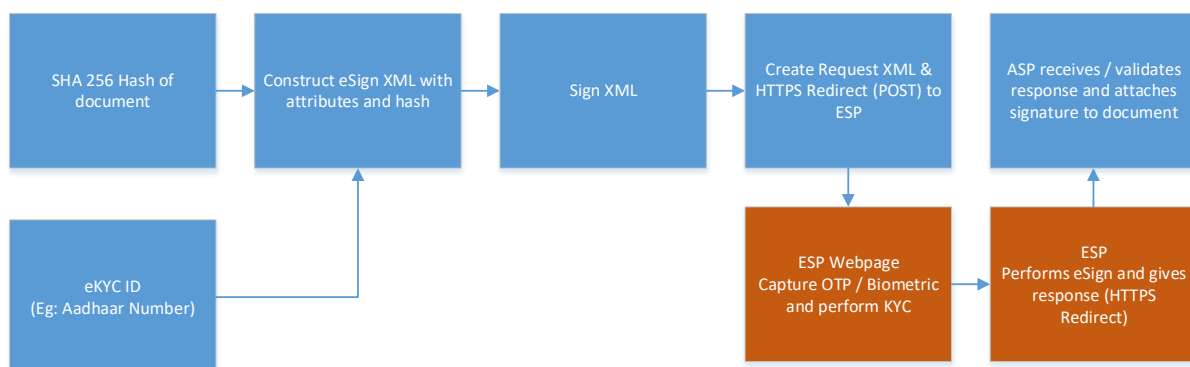 SHA 256 Hash of
document
Construct eSign XML with
attributes and hash
Sign XML
Create Request XML &
HTTPS Redirect (POST) to
ESP
ASP receives / validates
response and attaches
signature to document
eKYC ID
(Eg: Aadhaar Number)
ESP Webpage
Capture OTP / Biometric
and perform KYC
ESP
Performs eSign and gives
response (HTTPS
Redirect)